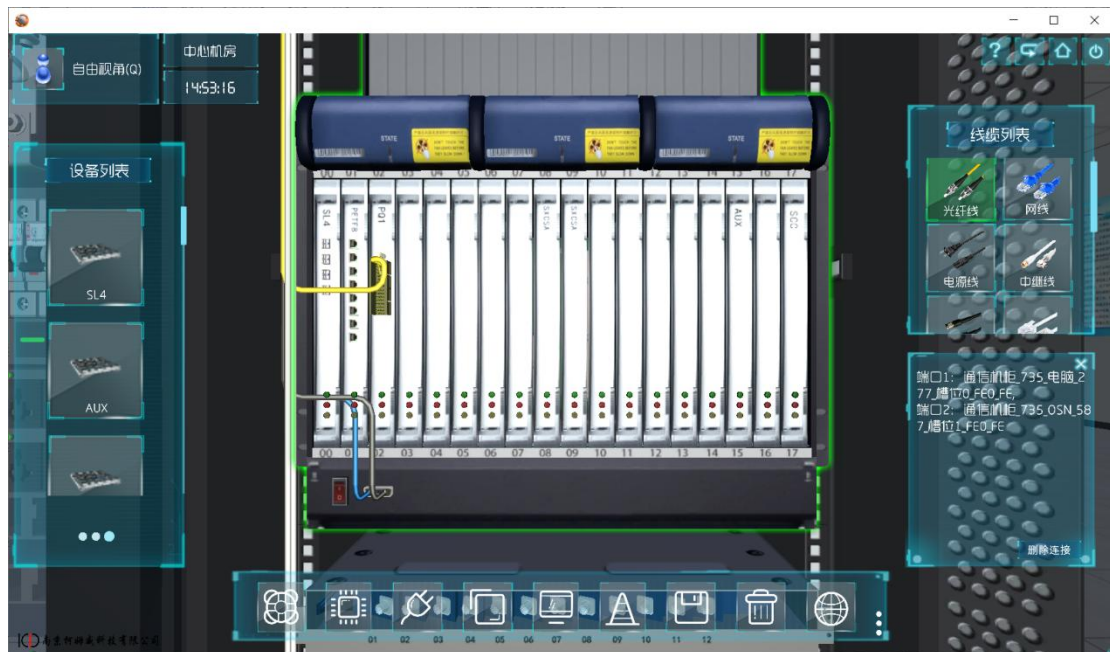 自由视角(Q)
中心机房
14:53:16
设备列表
SL4
AUX
STATE
STATE
STATE
00 01 02 03 04 05 06 07 08 09 10 11 12 13 14 15 16 17
SL4
PETF8
PQ1
SXCSA
SXCSA
AUX
SCC
00 01 02 03 04 05 06 07 08 09 10 11 12 13 14 15 16 17
?
线缆列表
光纤线
网线
电源线
中继线
端口1: 通信机柜_735_电脑_2
77_槽位0_FE0_FE,
端口2: 通信机柜_735_OSN_58
7_槽位1_FE0_FE
删除连接
01 02 03 04 05 06 07 08 09 10 11 12